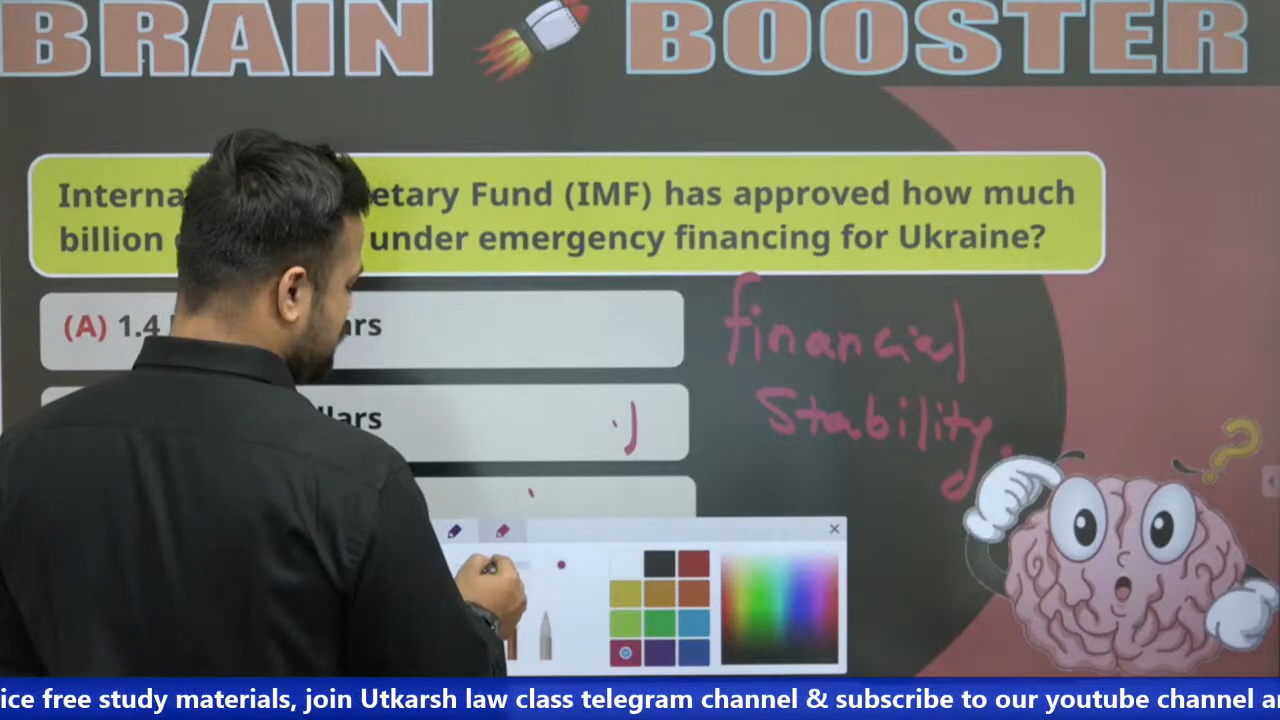 BRAIN BOOSTER
Interna etary Fund (IMF) has approved how much
billion under emergency financing for Ukraine?
(A) 1.4 ars
llars
financial
stability.
ice free study materials, join Utkarsh law class telegram channel & subscribe to our youtube channel a